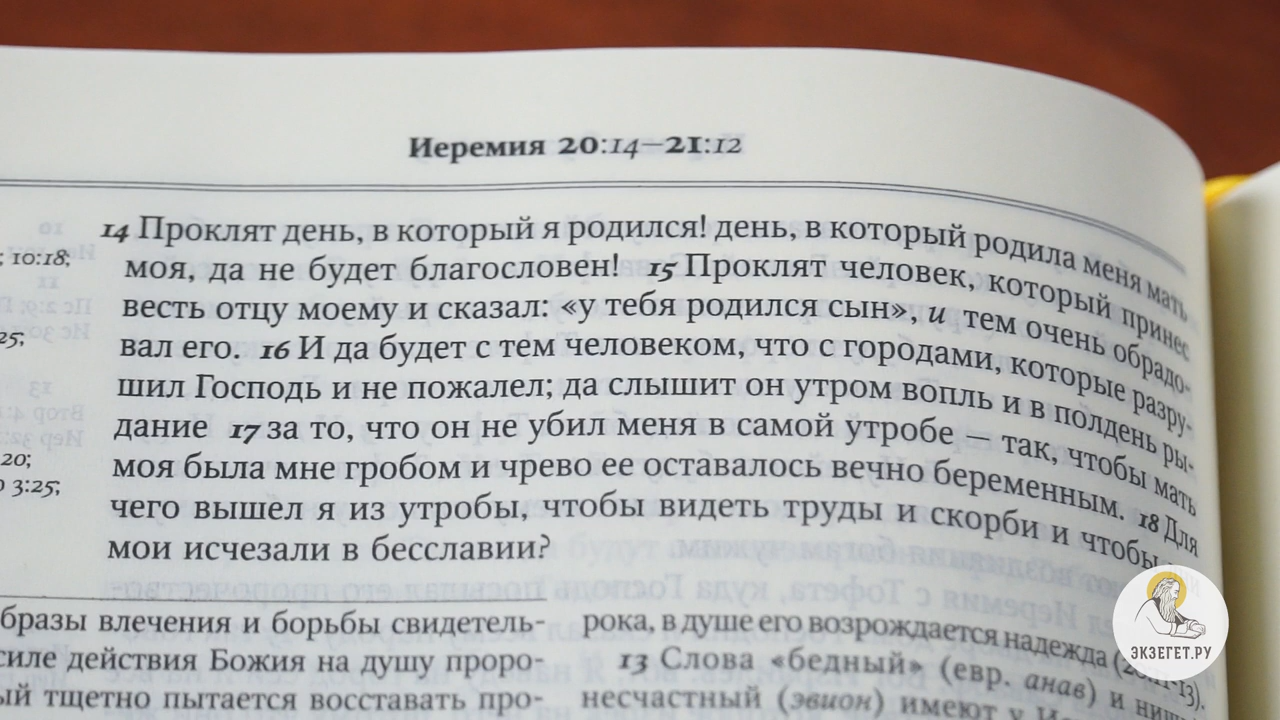 Иеремия 20:14—21:12
14 Проклят день, в который я родился! день, в который родила меня мать
моя, да не будет благословен! 15 Проклят человек, который принес
весть отцу моему и сказал: «у тебя родился сын», и тем очень обрадо-
вал его. 16 И да будет с тем человеком, что с городами, которые разру-
шил Господь и не пожалел; да слышит он утром вопль и в полдень ры-
дание 17 за то, что он не убил меня в самой утробе — так, чтобы мать
моя была мне гробом и чрево ее оставалось вечно беременным. 18 Для
чего вышел я из утробы, чтобы видеть труды и скорби и чтобы
мои исчезали в бесславии?
; 10:18;
25;
20;
3:25;
бразы влечения и борьбы свидетель-
силе действия Божия на душу проро-
ый тщетно пытается восставать про-
рока, в душе его возрождается надежда
13 Слова «бедный» (евр. анав) и
несчастный (эвион) имеют у
ЭКЗЕГЕТ.РУ